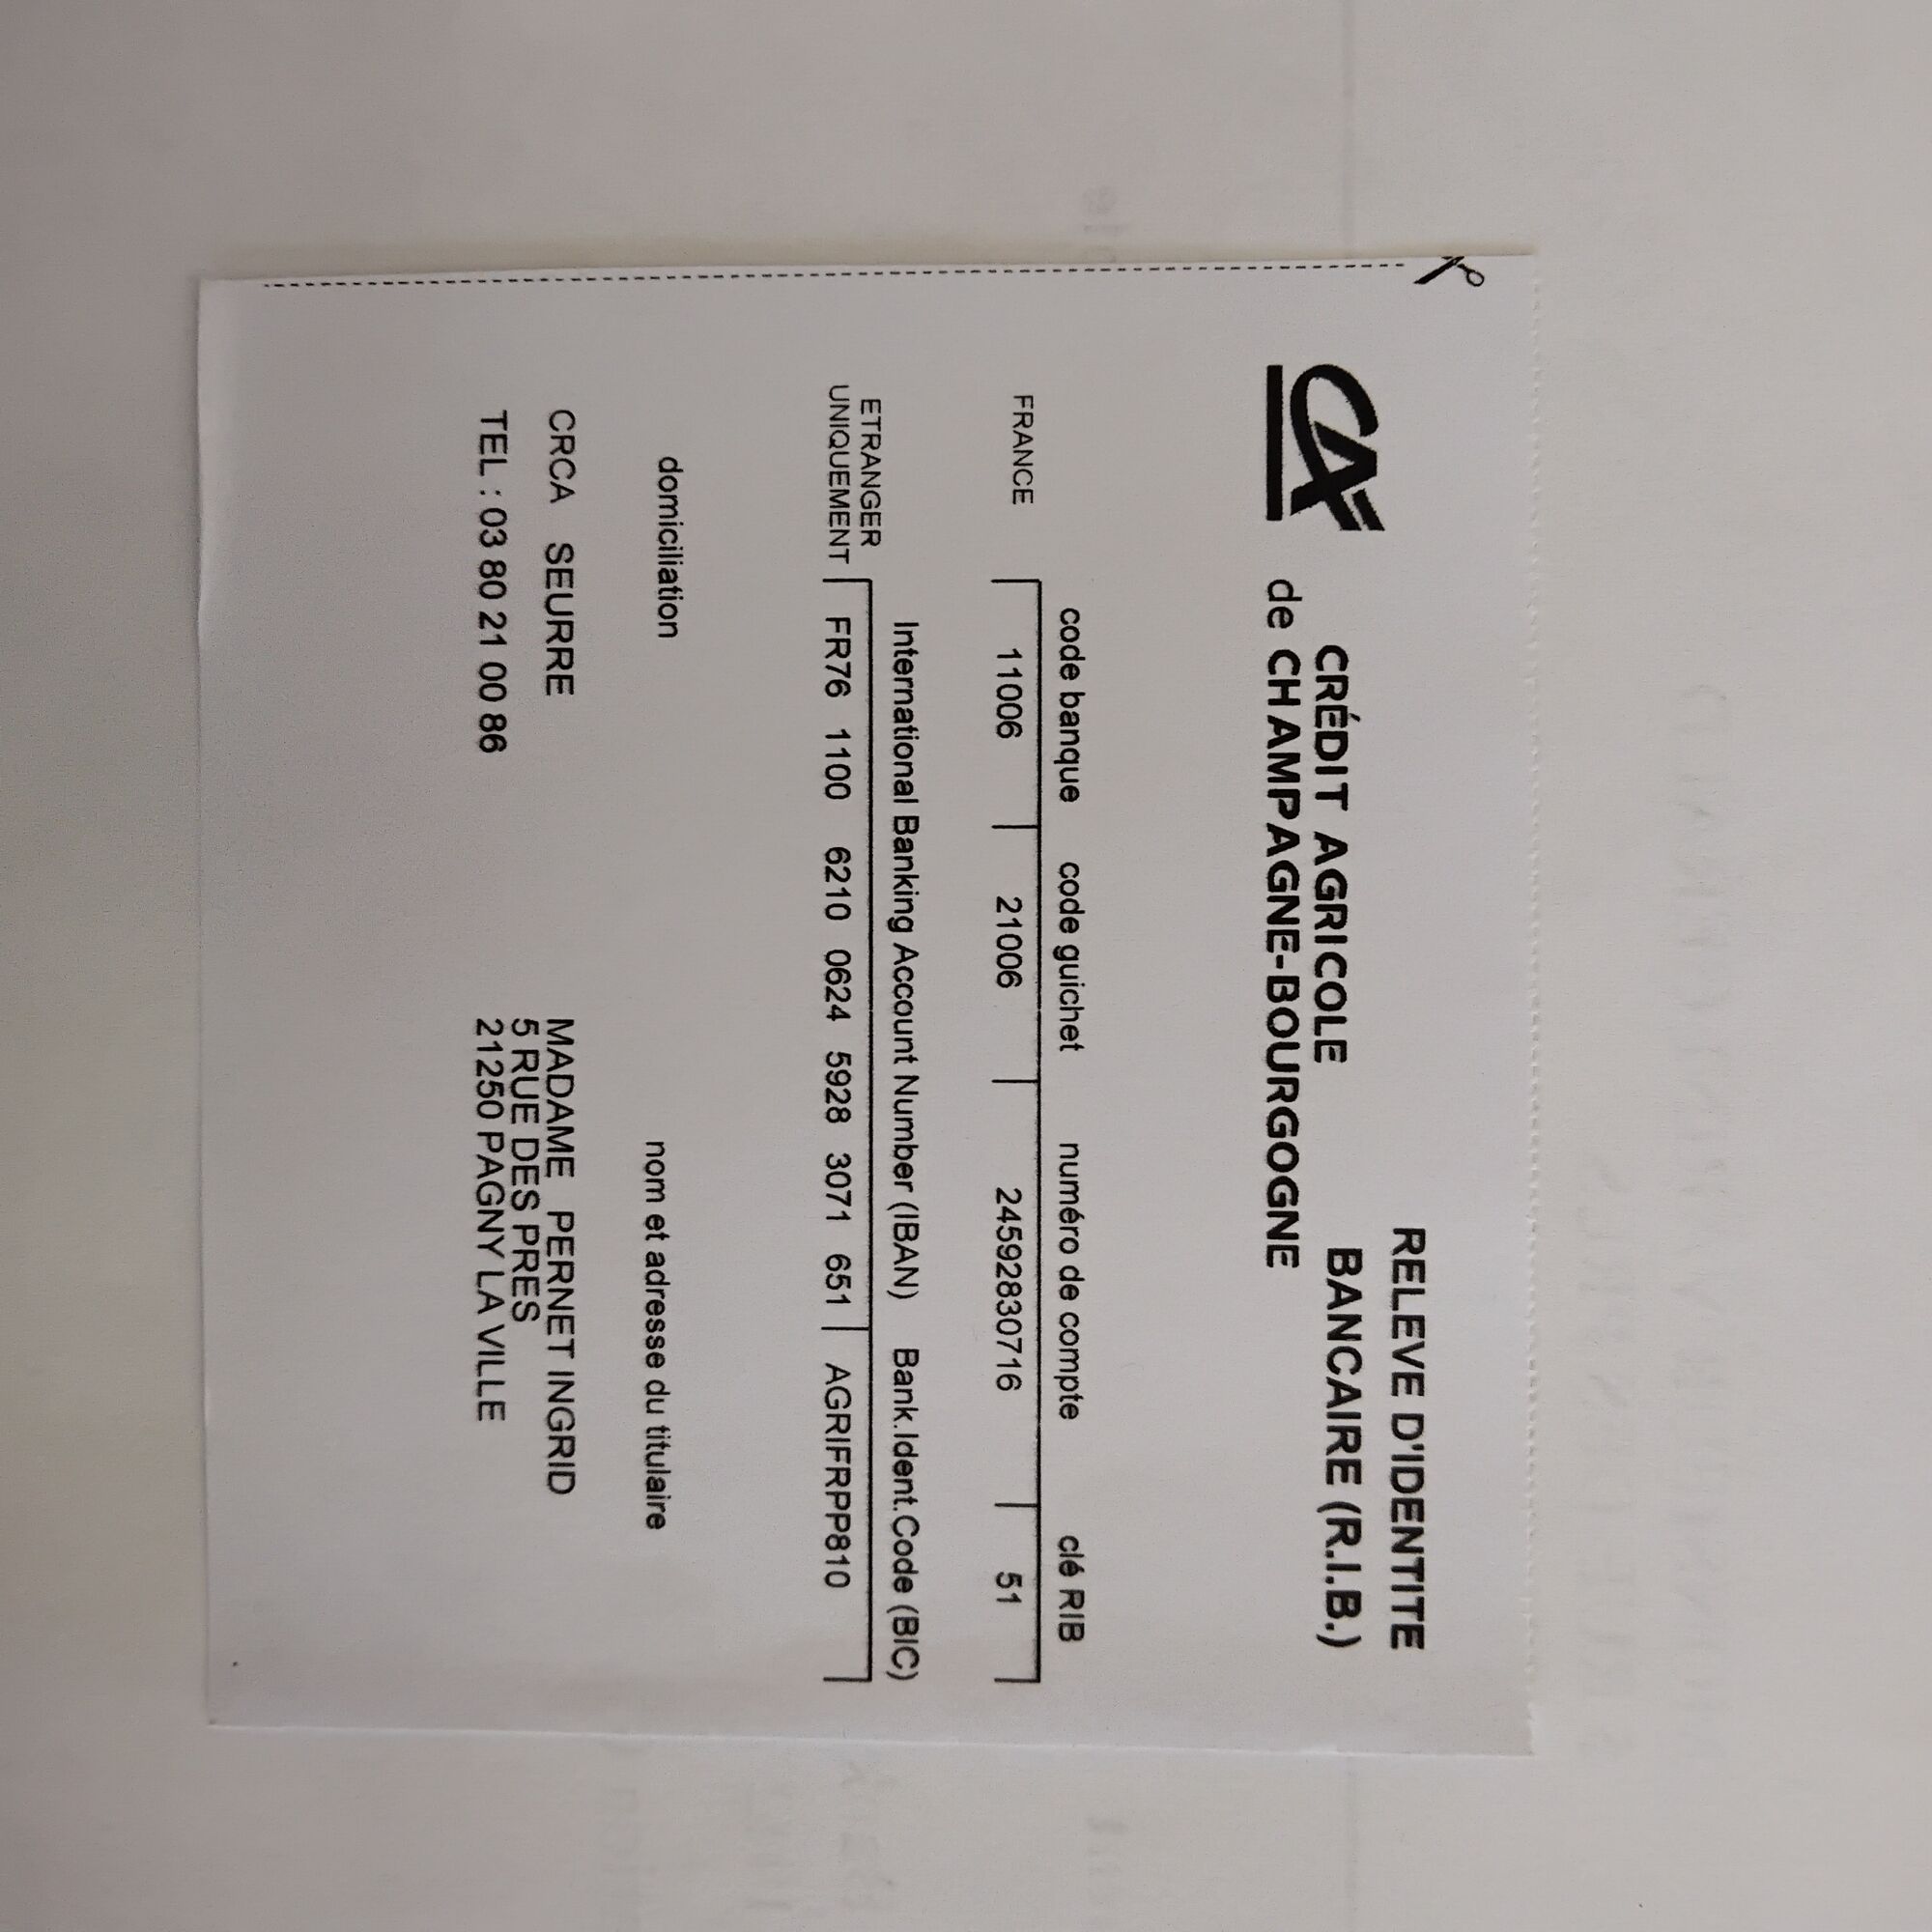 RELEVE D'IDENTITE
BANCAIRE (R.I.B.)
CA
CRÉDIT AGRICOLE
de CHAMPAGNE-BOURGOGNE
code banque code guichet numéro de compte clé RIB
FRANCE 11006 21006 24592830716 51
International Banking Account Number (IBAN) Bank.Ident.Code (BIC)
ETRANGER
UNIQUEMENT FR76 1100 6210 0624 5928 3071 651 AGRIFRPP810
domiciliation nom et adresse du titulaire
CRCA SEURRE MADAME PERNET INGRID
5 RUE DES PRES
TEL : 03 80 21 00 86 21250 PAGNY LA VILLE